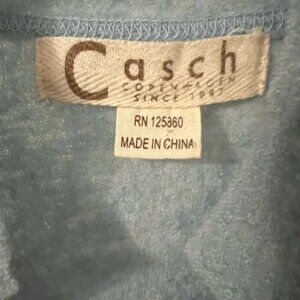 Casch
COPENHAGEN
SINCE 1997
RN 125360
MADE IN CHINA